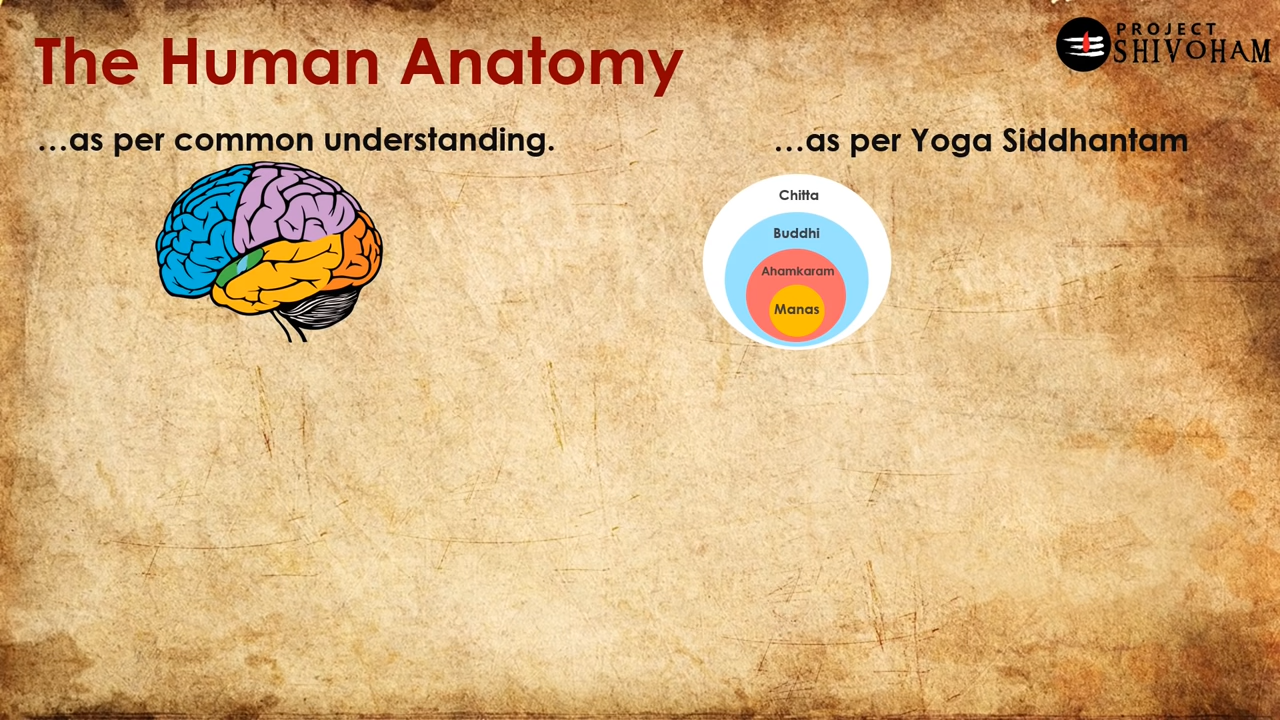 The Human Anatomy
PROJECT
SHIVOHAM
…as per common understanding.
…as per Yoga Siddhantam
Chitta
Buddhi
Ahamkaram
Manas